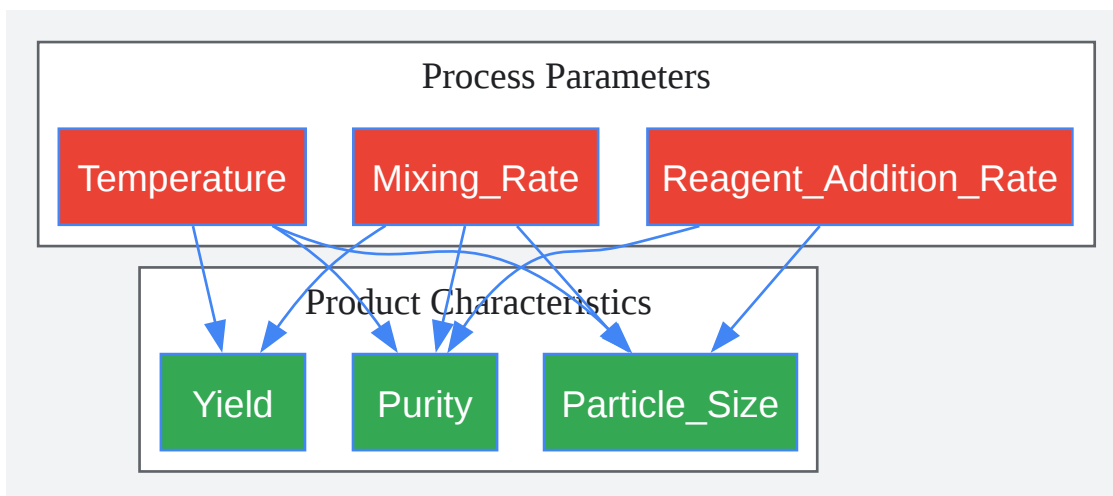 Process Parameters
Temperature
Mixing_Rate
Reagent_Addition_Rate
Product Characteristics
Yield
Purity
Particle_Size